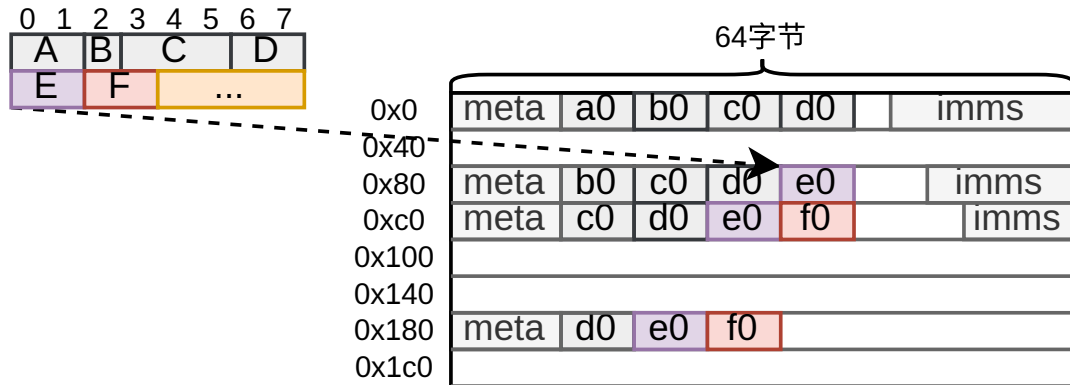 0 1 2 3 4 5 6 7
A B C D
E F ...
64字节
0x0 meta a0 b0 c0 d0 imms
0x40
0x80 meta b0 c0 d0 e0 imms
0xc0 meta c0 d0 e0 f0 imms
0x100
0x140
0x180 meta d0 e0 f0
0x1c0